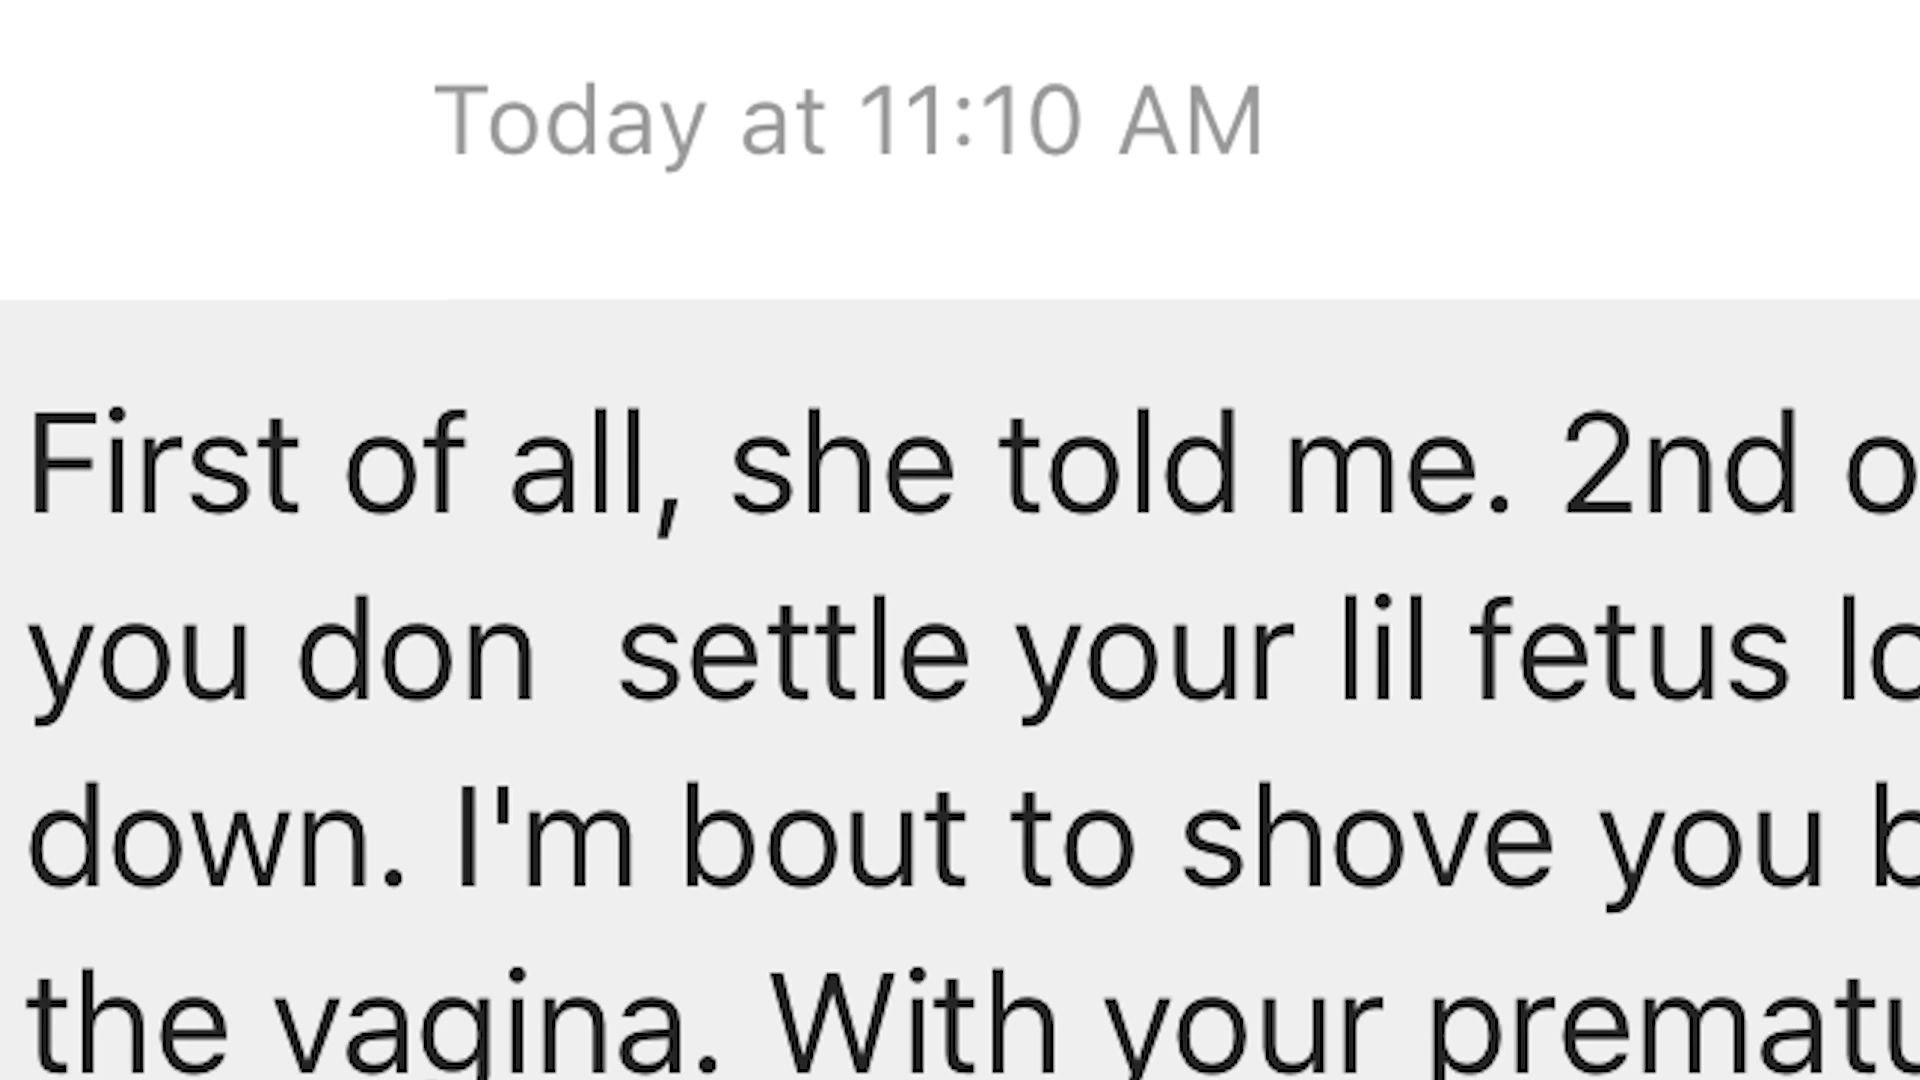 Today at 11:10 AM
First of all, she told me. 2nd
you don  settle your lil fetus
down. I'm bout to shove you
the vagina. With your